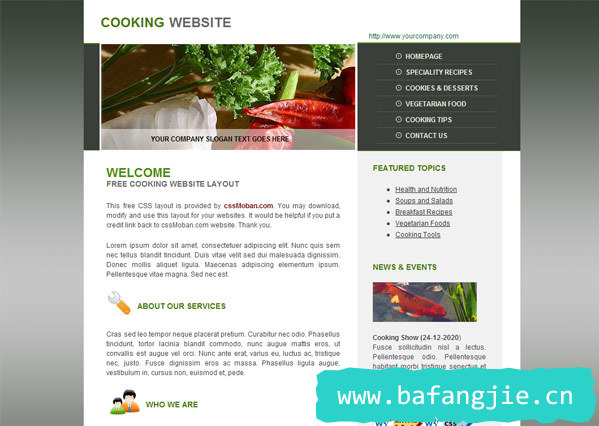 COOKING WEBSITE
http://www.yourcompany.com
HOMEPAGE
SPECIALITY RECIPES
COOKIES & DESSERTS
VEGETARIAN FOOD
COOKING TIPS
CONTACT US
YOUR COMPANY SLOGAN TEXT GOES HERE
WELCOME
FREE COOKING WEBSITE LAYOUT
This free CSS layout is provided by cssMoban.com. You may download,
modify and use this layout for your websites. It would be helpful if you put a
credit link back to cssMoban.com website. Thank you.
Lorem ipsum dolor sit amet, consectetuer adipiscing elit. Nunc quis sem
nec tellus blandit tincidunt. Duis vitae velit sed dui malesuada dignissim.
Donec mollis aliquet ligula. Maecenas adipiscing elementum ipsum.
Pellentesque vitae magna. Sed nec est.
ABOUT OUR SERVICES
Cras sed leo tempor neque placerat pretium. Curabitur nec odio. Phasellus
tincidunt, tortor lacinia blandit commodo, nunc augue mattis eros, ut
convallis est augue vel orci. Nunc ante erat, varius eu, luctus ac, tristique
nec, justo. Fusce dignissim eros ac massa. Phasellus ligula augue,
vestibulum in, cursus non, euismod et, pede.
WHO WE ARE
FEATURED TOPICS
Health and Nutrition
Soups and Salads
Breakfast Recipes
Vegetarian Foods
Cooking Tools
NEWS & EVENTS
Cooking Show (24-12-2020)
Fusce sollicitudin nisl a lectus.
Pellentesque odio. Pellentesque
habitant morbi tristique senectus et
www.bafangjie.cn